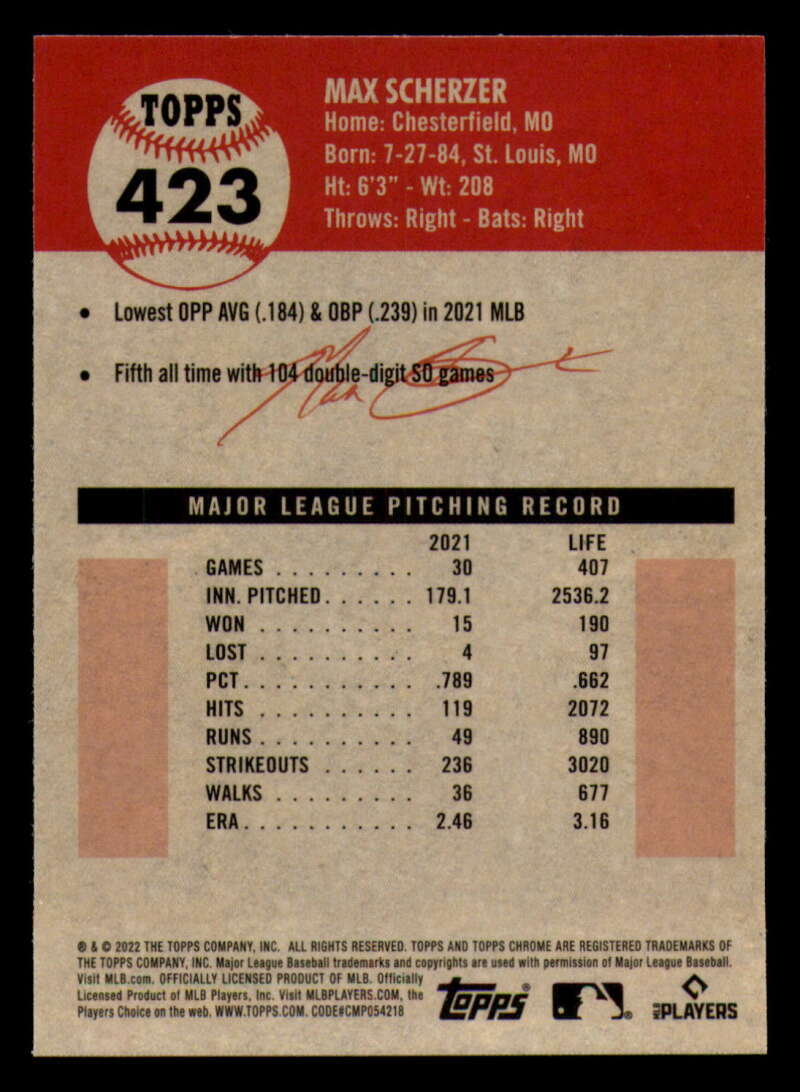 TOPPS
423
MAX SCHERZER
Home: Chesterfield, MO
Born: 7-27-84, St. Louis, MO
Ht: 6'3" - Wt: 208
Throws: Right - Bats: Right
• Lowest OPP AVG (.184) & OBP (.239) in 2021 MLB
• Fifth all time with 104 double-digit SO games
MAJOR LEAGUE PITCHING RECORD
2021 LIFE
GAMES . . . . . . . . . . 30 407
INN. PITCHED. . . . . . 179.1 2536.2
WON . . . . . . . . . . 15 190
LOST . . . . . . . . . . 4 97
PCT. . . . . . . . . . . .789 .662
HITS . . . . . . . . . . 119 2072
RUNS . . . . . . . . . . 49 890
STRIKEOUTS . . . . . . 236 3020
WALKS . . . . . . . . . 36 677
ERA. . . . . . . . . . . 2.46 3.16
® & © 2022 THE TOPPS COMPANY, INC. ALL RIGHTS RESERVED. TOPPS AND TOPPS CHROME ARE REGISTERED TRADEMARKS OF
THE TOPPS COMPANY, INC. Major League Baseball trademarks and copyrights are used with permission of Major League Baseball.
Visit MLB.com. OFFICIALLY LICENSED PRODUCT OF MLB. Officially
Licensed Product of MLB Players, Inc. Visit MLBPLAYERS.COM, the
Players Choice on the web. WWW.TOPPS.COM. CODE#CMP054218
Topps® ® MLB PLAYERS